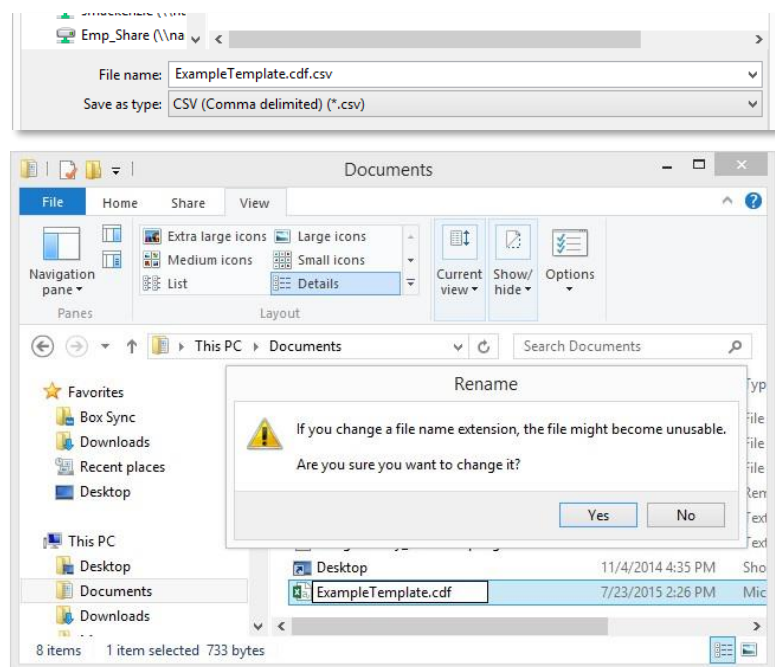 Emp_Share (\\na
File name: ExampleTemplate.cdf.csv
Save as type: CSV (Comma delimited) (*.csv)
Documents
File Home Share View
Extra large icons Large icons
Medium icons Small icons
List Details
Navigation pane
Current view
Show/ hide
Options
Panes Layout
This PC Documents Search Documents
Rename
Favorites
Box Sync
Downloads
Recent places
Desktop
If you change a file name extension, the file might become unusable.
Are you sure you want to change it?
Yes No
This PC
Desktop
Documents
Downloads
Desktop 11/4/2014 4:35 PM Sho
ExampleTemplate.cdf 7/23/2015 2:26 PM Mic
8 items 1 item selected 733 bytes